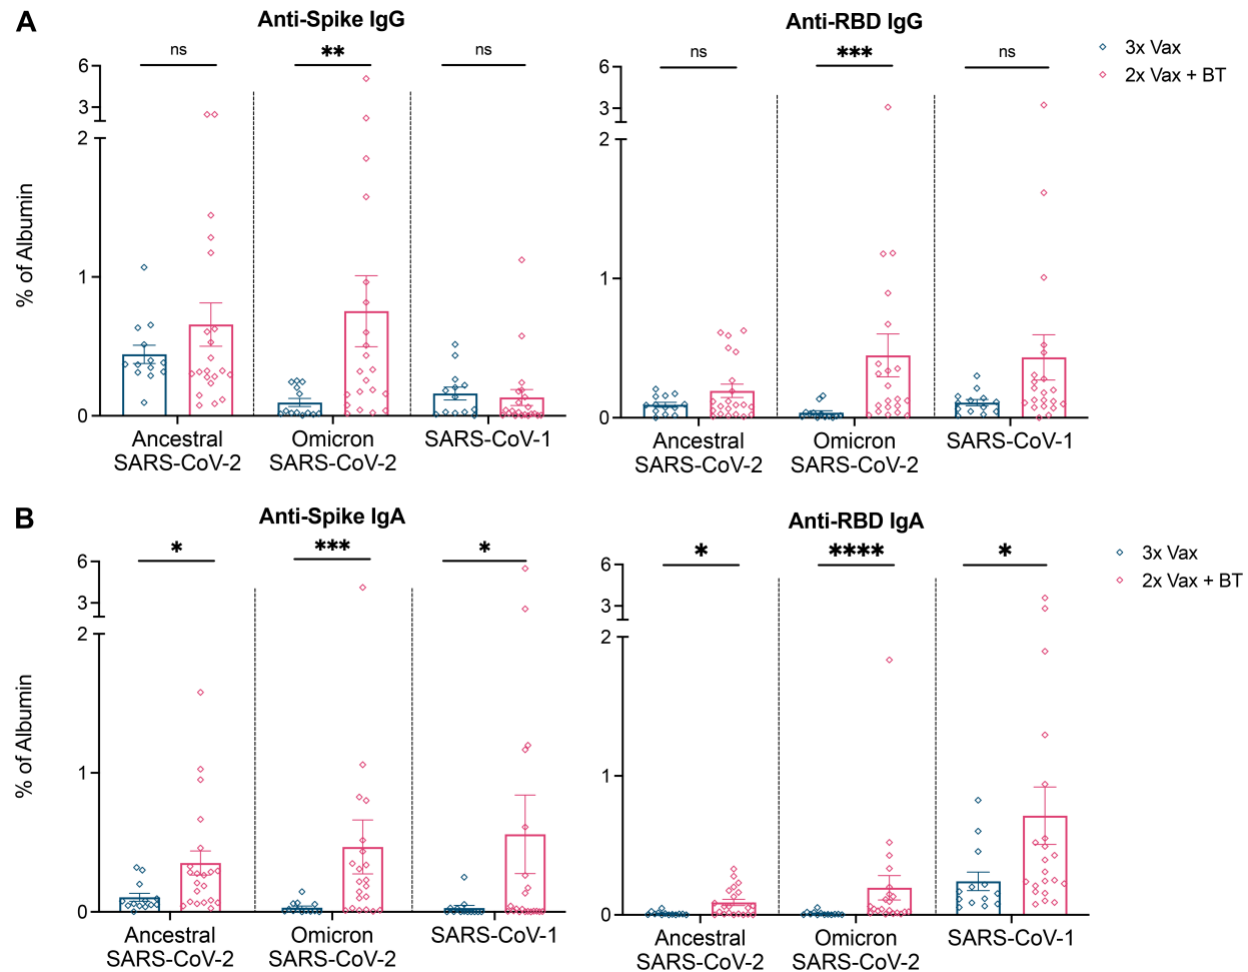 A
Anti-Spike IgG
Anti-RBD IgG
3x Vax
2x Vax + BT
ns
**
ns
ns
***
ns
% of Albumin
6
3
2
1
0
6
3
2
1
0
Ancestral
SARS-CoV-2
Omicron
SARS-CoV-2
SARS-CoV-1
Ancestral
SARS-CoV-2
Omicron
SARS-CoV-2
SARS-CoV-1
B
Anti-Spike IgA
Anti-RBD IgA
3x Vax
2x Vax + BT
*
***
*
*
****
*
% of Albumin
6
3
2
1
0
6
3
2
1
0
Ancestral
SARS-CoV-2
Omicron
SARS-CoV-2
SARS-CoV-1
Ancestral
SARS-CoV-2
Omicron
SARS-CoV-2
SARS-CoV-1